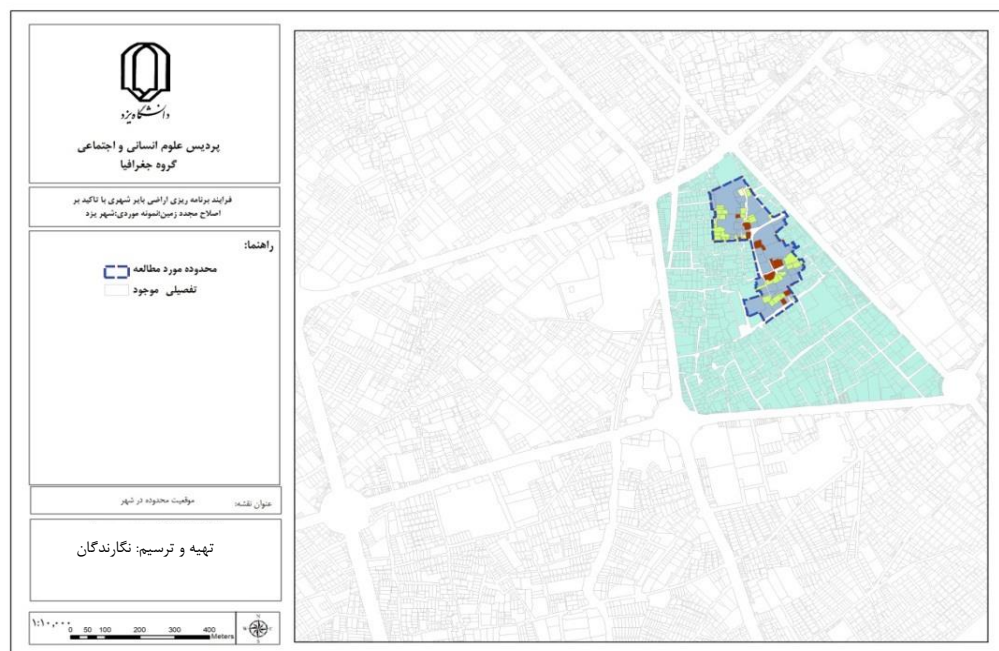 دانشگاه یزد
پردیس علوم انسانی و اجتماعی
گروه جغرافیا
فرایند برنامه ریزی اراضی بایر شهری با تاکید بر
اصلاح مجدد زمین؛نمونه موردی:شهر یزد
راهنما:
محدوده مورد مطالعه
تفصیلی موجود
عنوان نقشه: موقعیت محدوده در شهر
تهیه و ترسیم: نگارندگان
۱:۱۰,۰۰۰
0 50 100 200 300 400
Meters